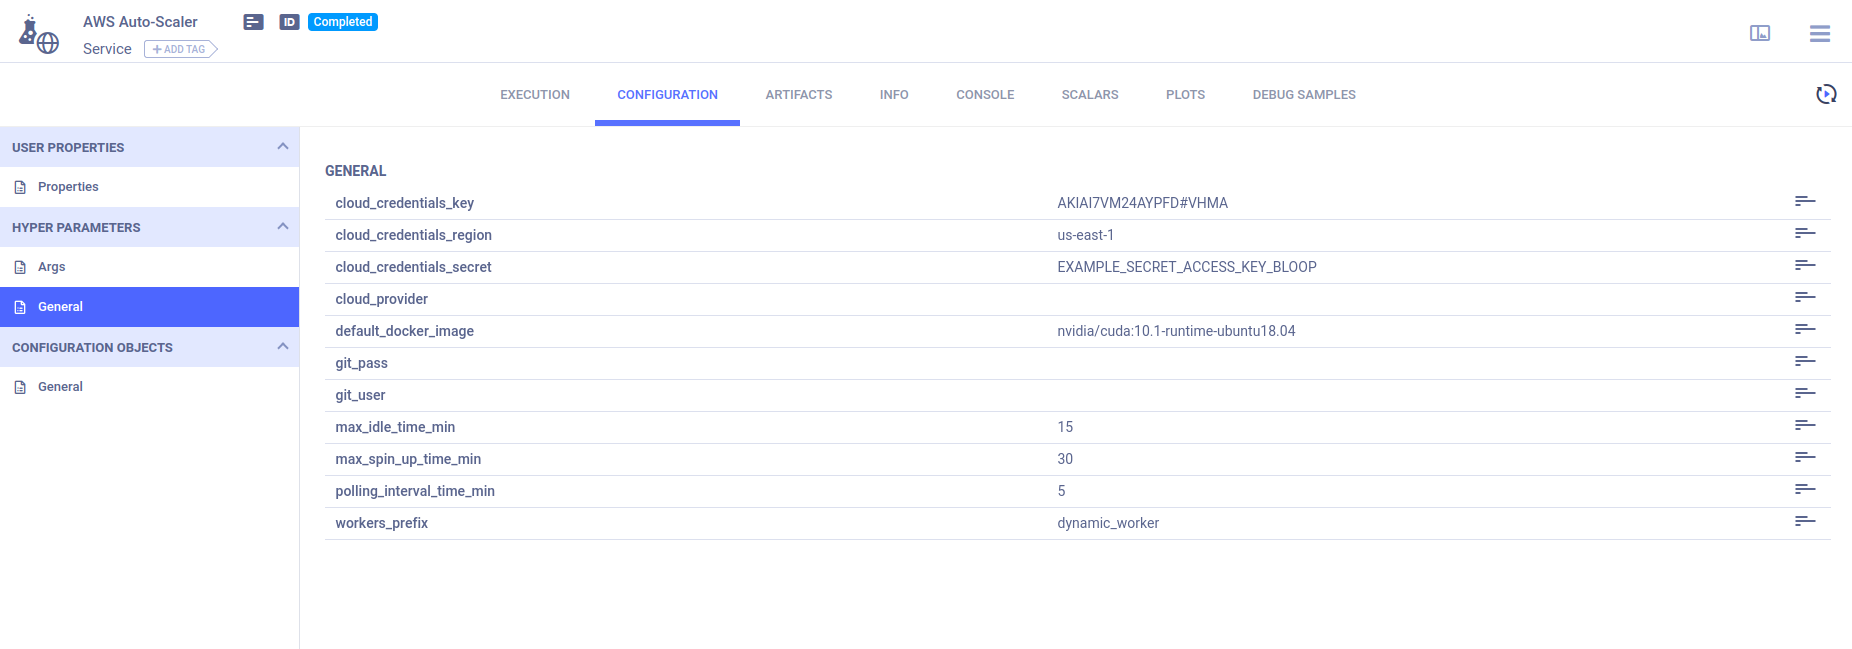 AWS Auto-Scaler ID Completed
Service + ADD TAG
EXECUTION CONFIGURATION ARTIFACTS INFO CONSOLE SCALARS PLOTS DEBUG SAMPLES
USER PROPERTIES
Properties
HYPER PARAMETERS
Args
General
CONFIGURATION OBJECTS
General
GENERAL
cloud_credentials_key AKIAI7VM24AYPFD#VHMA
cloud_credentials_region us-east-1
cloud_credentials_secret EXAMPLE_SECRET_ACCESS_KEY_BLOOP
cloud_provider
default_docker_image nvidia/cuda:10.1-runtime-ubuntu18.04
git_pass
git_user
max_idle_time_min 15
max_spin_up_time_min 30
polling_interval_time_min 5
workers_prefix dynamic_worker